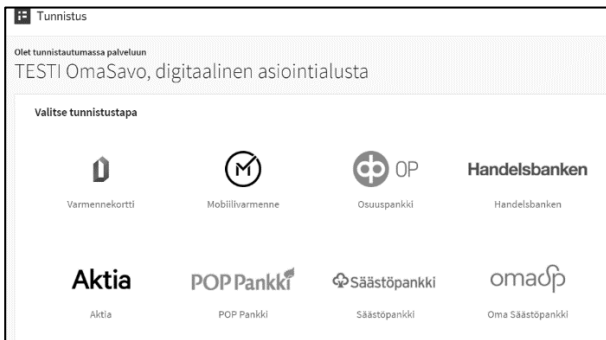 Tunnistus
Olet tunnistautumassa palveluun
TESTI OmaSavo, digitaalinen asiointialusta
Valitse tunnistustapa
OP Handelsbanken
Varmennekortti Mobiilivarmenne Osuuspankki Handelsbanken
Aktia POP Pankki Säästöpankki omaSp
Aktia POP Pankki Säästöpankki Oma Säästöpankki